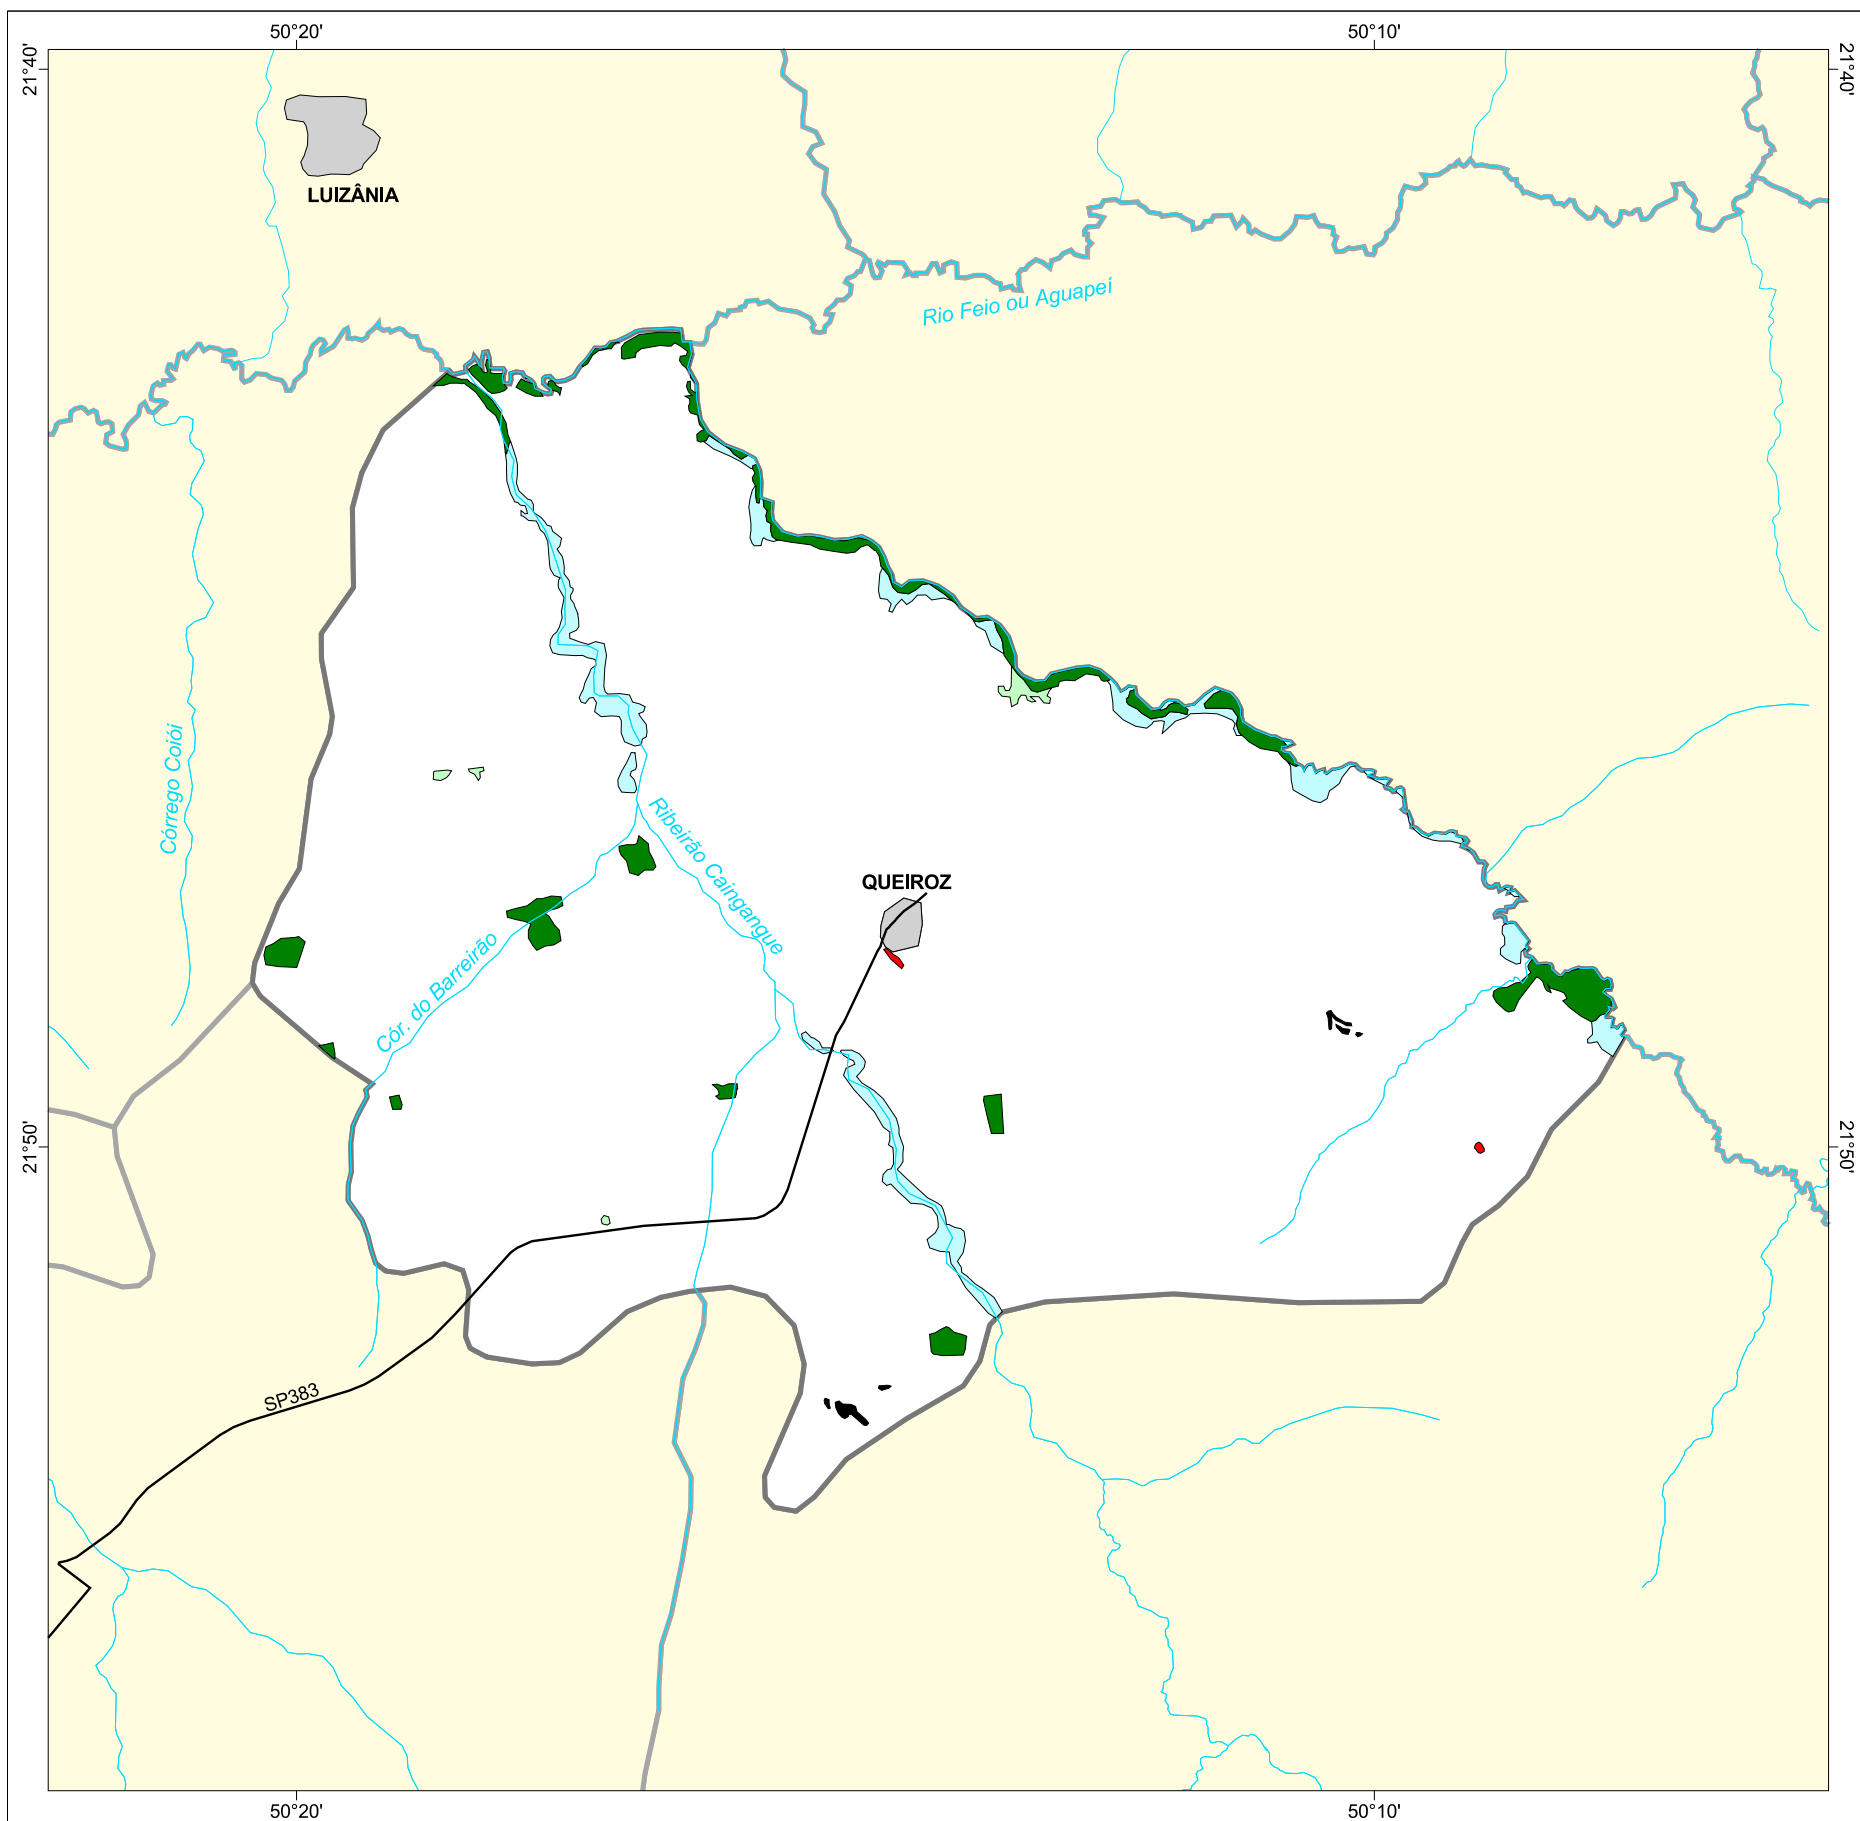 50°20'
50°10'
21°40'
21°40'
LUIZÂNIA
Rio Feio ou Aguapeí
Córrego Coiói
Ribeirão Caingangue
QUEIROZ
Cór. do Barreirão
21°50'
21°50'
SP383
50°20'
50°10'